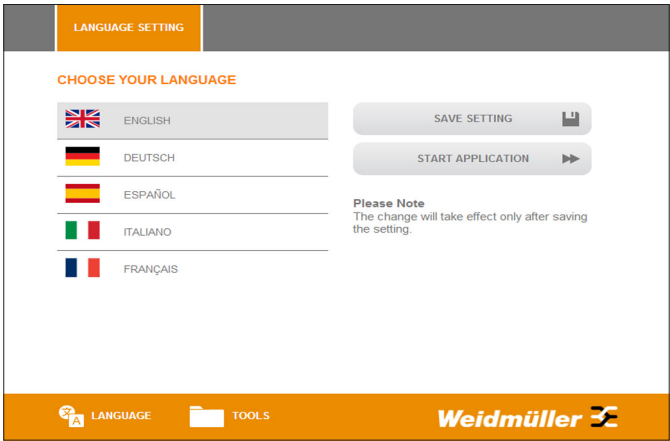 LANGUAGE SETTING
CHOOSE YOUR LANGUAGE
ENGLISH
DEUTSCH
ESPAÑOL
ITALIANO
FRANÇAIS
SAVE SETTING
START APPLICATION
Please Note
The change will take effect only after saving
the setting.
A
LANGUAGE
TOOLS
Weidmüller